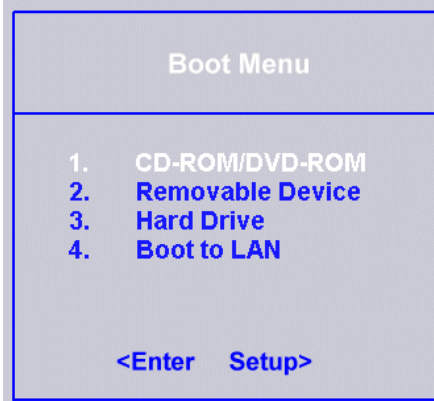 Boot Menu
1. CD-ROM/DVD-ROM
2. Removable Device
3. Hard Drive
4. Boot to LAN
<Enter Setup>